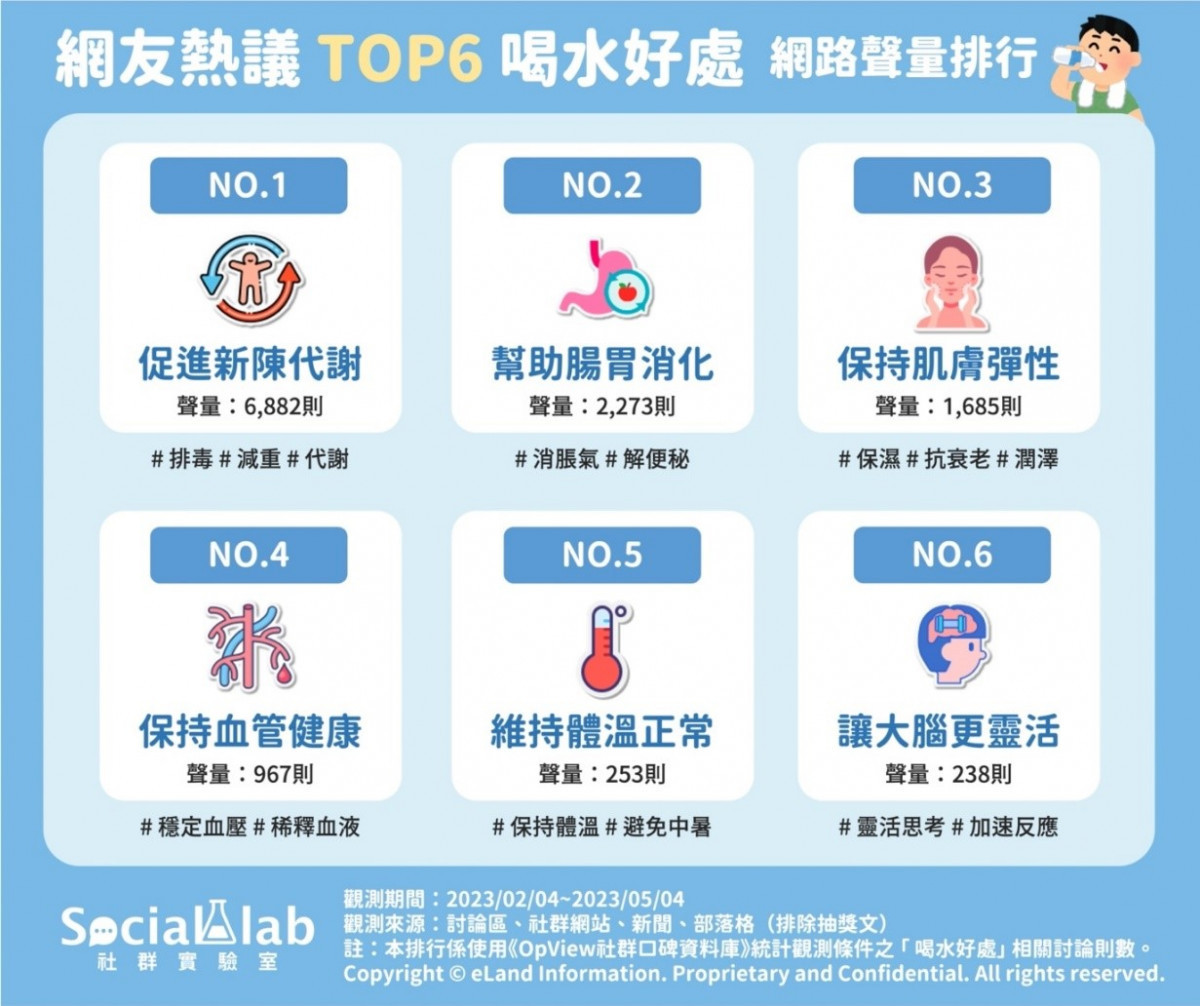 網友熱議 TOP6 喝水好處 網路聲量排行
NO.1
促進新陳代謝
聲量：6,882則
# 排毒 # 減重 # 代謝
NO.2
幫助腸胃消化
聲量：2,273則
# 消脹氣 # 解便秘
NO.3
保持肌膚彈性
聲量：1,685則
# 保濕 # 抗衰老 # 潤澤
NO.4
保持血管健康
聲量：967則
# 穩定血壓 # 稀釋血液
NO.5
維持體溫正常
聲量：253則
# 保持體溫 # 避免中暑
NO.6
讓大腦更靈活
聲量：238則
# 靈活思考 # 加速反應
Social lab
社群實驗室
觀測期間：2023/02/04~2023/05/04
觀測來源：討論區、社群網站、新聞、部落格（排除抽獎文）
註：本排行係使用《OpView社群口碑資料庫》統計觀測條件之「喝水好處」相關討論則數。
Copyright © eLand Information. Proprietary and Confidential. All rights reserved.